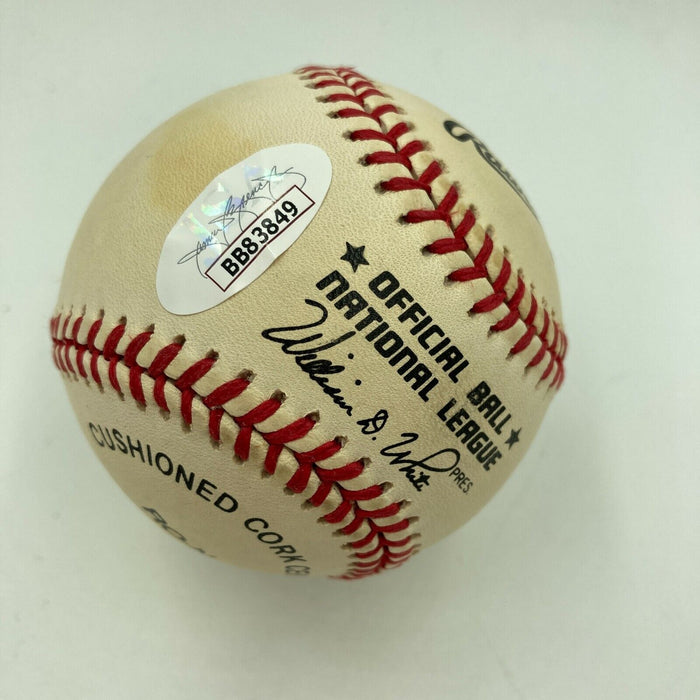 BB83849
OFFICIAL BALL
NATIONAL LEAGUE
William D. White PRES.
CUSHIONED CORK